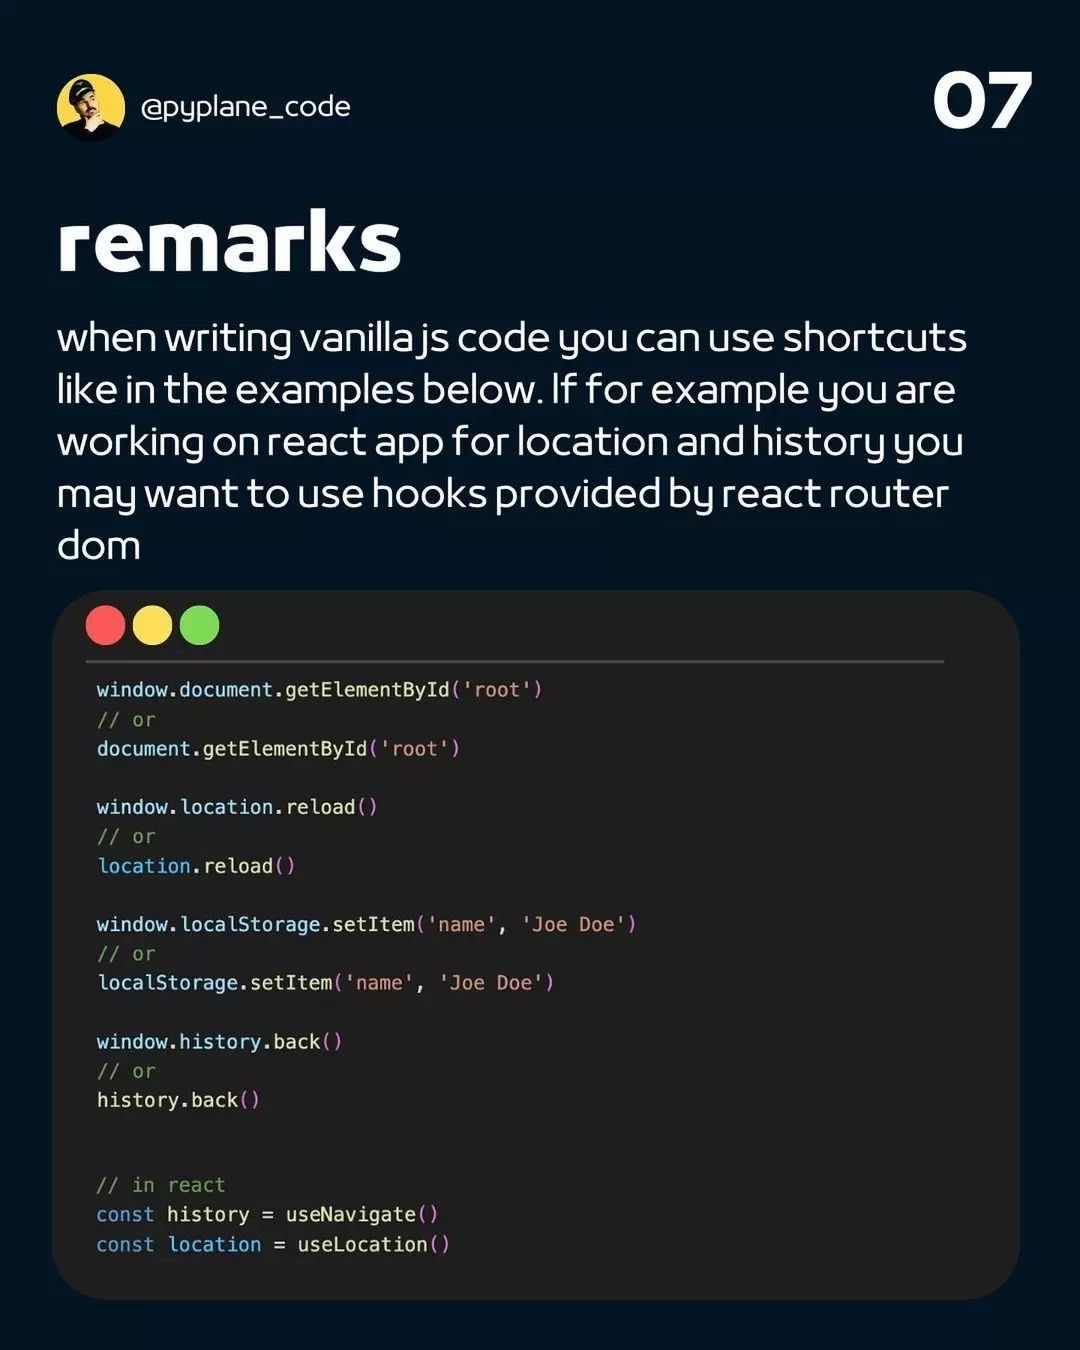 @pyplane_code
07
remarks
when writing vanilla js code you can use shortcuts
like in the examples below. If for example you are
working on react app for location and history you
may want to use hooks provided by react router
dom
window.document.getElementById('root')
// or
document.getElementById('root')
window.location.reload()
// or
location.reload()
window.localStorage.setItem('name', 'Joe Doe')
// or
localStorage.setItem('name', 'Joe Doe')
window.history.back()
// or
history.back()
// in react
const history = useNavigate()
const location = useLocation()